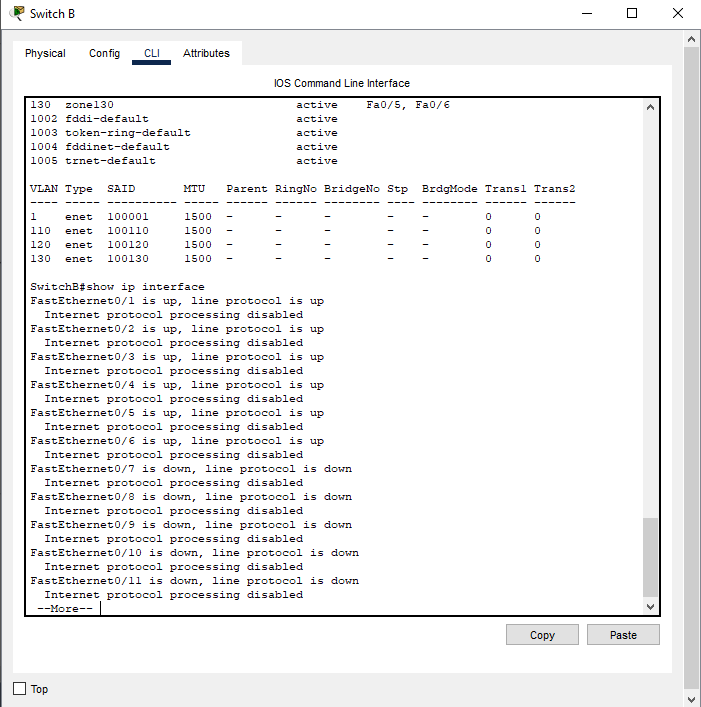 Switch B
Physical Config CLI Attributes
IOS Command Line Interface
130  zone130                          active    Fa0/5, Fa0/6
1002 fddi-default                     active
1003 token-ring-default               active
1004 fddinet-default                  active
1005 trnet-default                    active
VLAN Type  SAID       MTU   Parent RingNo BridgeNo Stp  BrdgMode Trans1 Trans2
---- ----- ---------- ----- ------ ------ -------- ---- -------- ------ ------
1    enet  100001     1500  -      -      -        -    -        0      0
110  enet  100110     1500  -      -      -        -    -        0      0
120  enet  100120     1500  -      -      -        -    -        0      0
130  enet  100130     1500  -      -      -        -    -        0      0
SwitchB#show ip interface
FastEthernet0/1 is up, line protocol is up
  Internet protocol processing disabled
FastEthernet0/2 is up, line protocol is up
  Internet protocol processing disabled
FastEthernet0/3 is up, line protocol is up
  Internet protocol processing disabled
FastEthernet0/4 is up, line protocol is up
  Internet protocol processing disabled
FastEthernet0/5 is up, line protocol is up
  Internet protocol processing disabled
FastEthernet0/6 is up, line protocol is up
  Internet protocol processing disabled
FastEthernet0/7 is down, line protocol is down
  Internet protocol processing disabled
FastEthernet0/8 is down, line protocol is down
  Internet protocol processing disabled
FastEthernet0/9 is down, line protocol is down
  Internet protocol processing disabled
FastEthernet0/10 is down, line protocol is down
  Internet protocol processing disabled
FastEthernet0/11 is down, line protocol is down
  Internet protocol processing disabled
 --More--
Copy Paste
Top